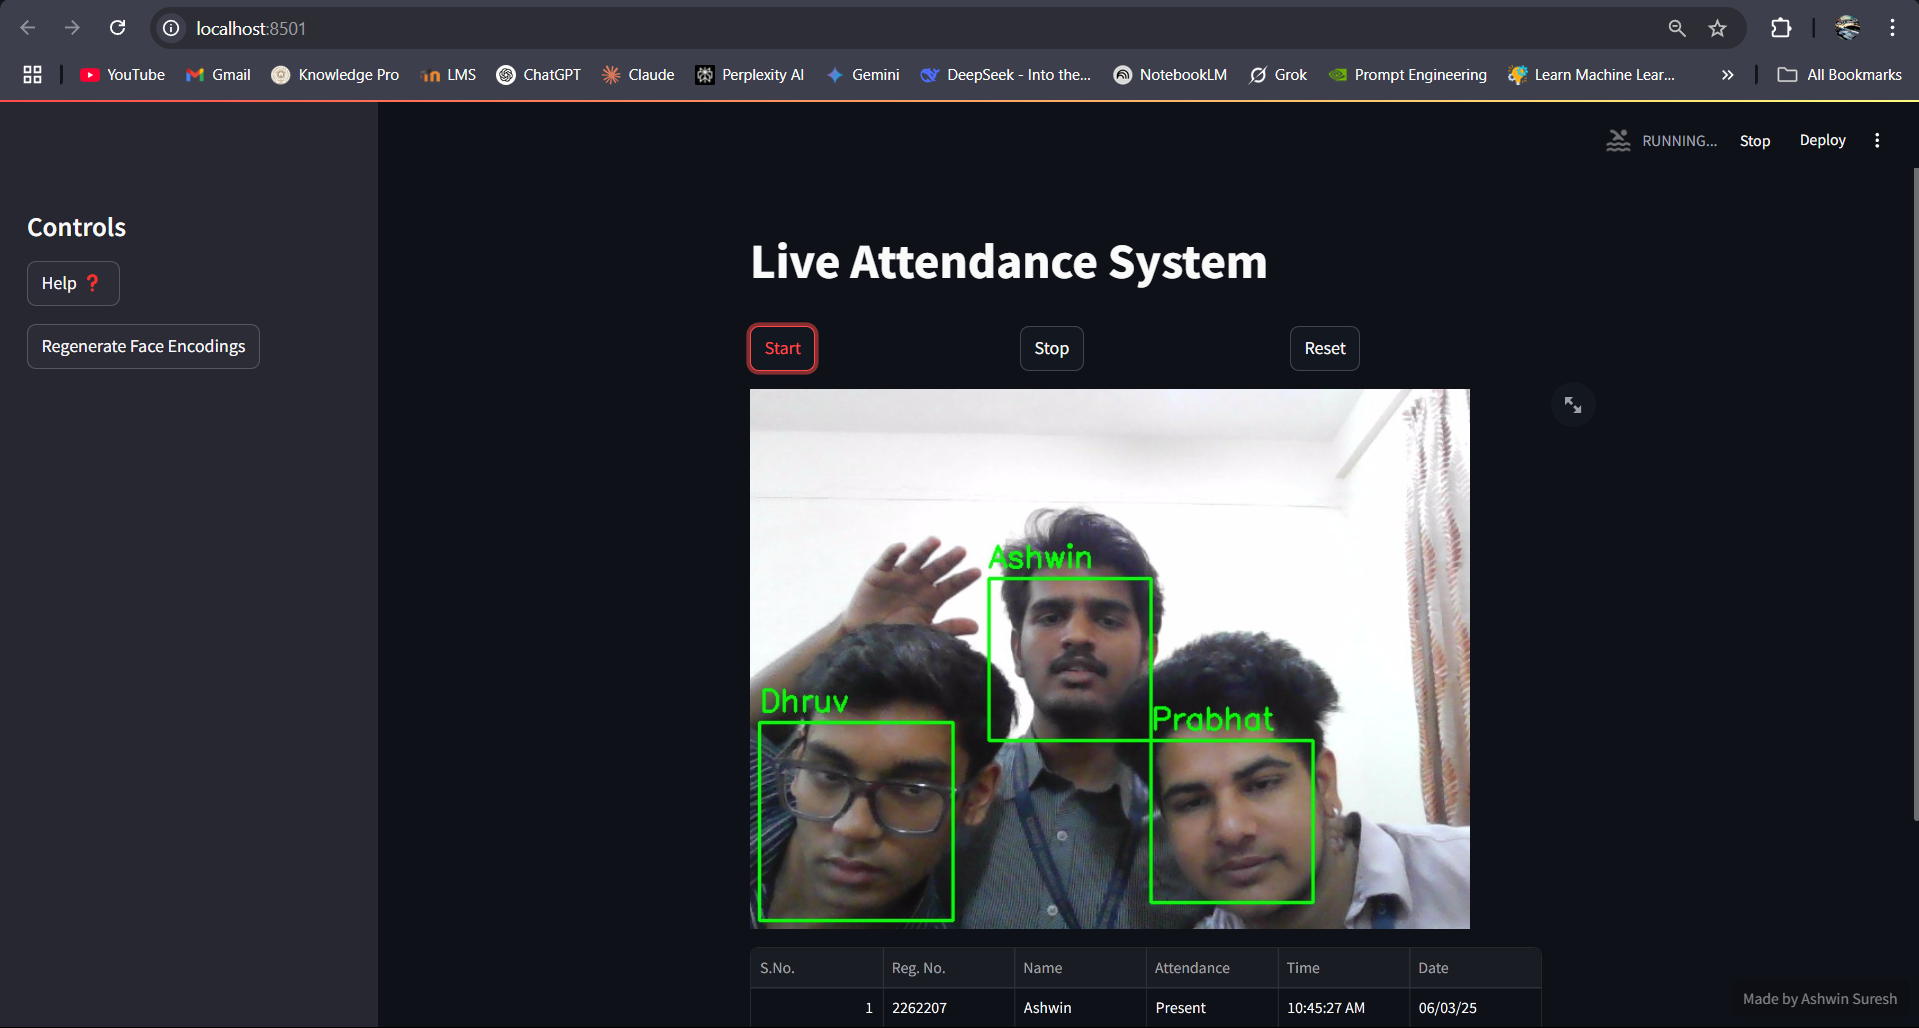 localhost:8501
YouTube Gmail Knowledge Pro LMS ChatGPT Claude Perplexity AI Gemini DeepSeek - Into the... NotebookLM Grok Prompt Engineering Learn Machine Lear... » All Bookmarks
RUNNING... Stop Deploy
Controls
Help ❓
Regenerate Face Encodings
Live Attendance System
Start Stop Reset
Ashwin
Dhruv
Prabhat
S.No. Reg. No. Name Attendance Time Date
1 2262207 Ashwin Present 10:45:27 AM 06/03/25
Made by Ashwin Suresh